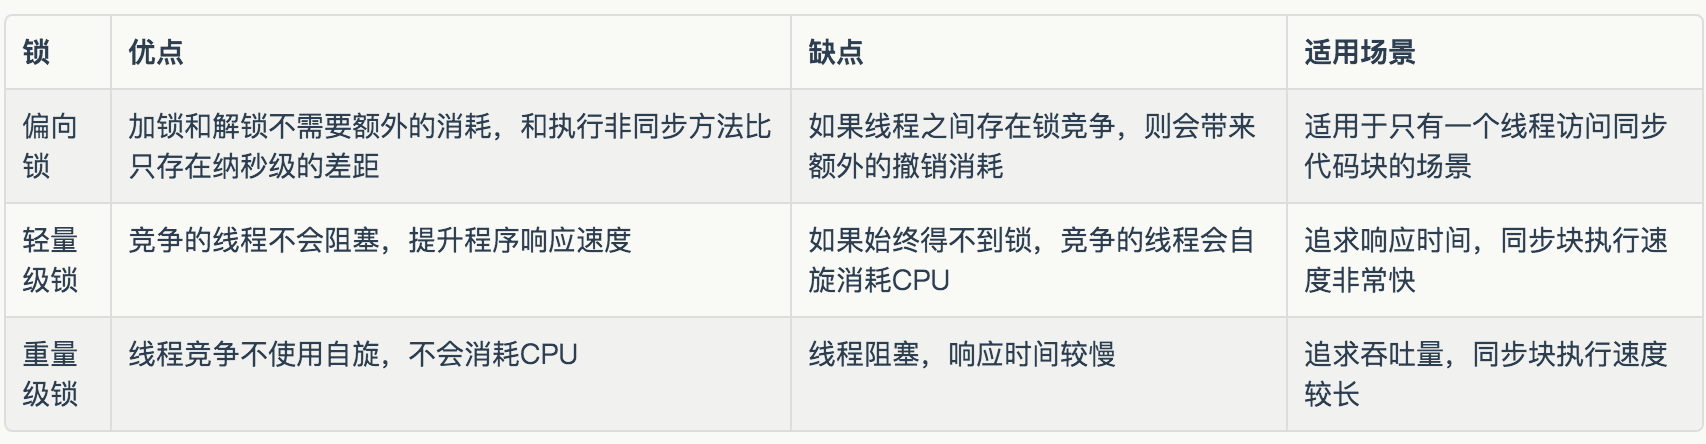 锁
优点
缺点
适用场景
偏向
锁
加锁和解锁不需要额外的消耗，和执行非同步方法比
只存在纳秒级的差距
如果线程之间存在锁竞争，则会带来
额外的撤销消耗
适用于只有一个线程访问同步
代码块的场景
轻量
级锁
竞争的线程不会阻塞，提升程序响应速度
如果始终得不到锁，竞争的线程会自
旋消耗CPU
追求响应时间，同步块执行速
度非常快
重量
级锁
线程竞争不使用自旋，不会消耗CPU
线程阻塞，响应时间较慢
追求吞吐量，同步块执行速度
较长